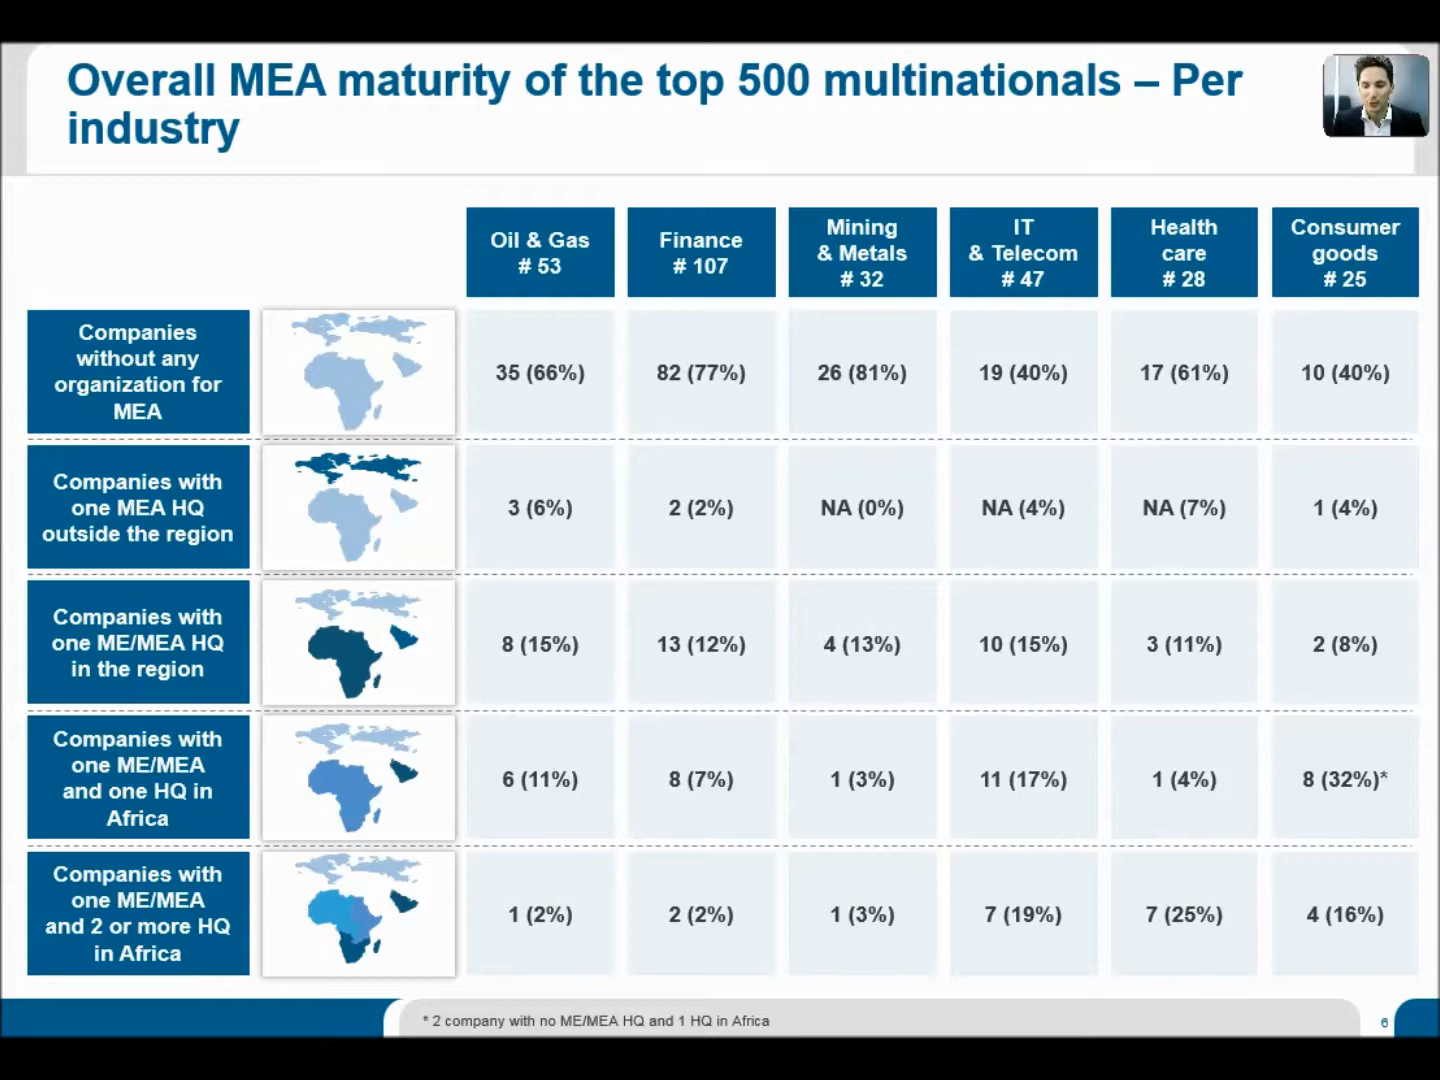 Overall MEA maturity of the top 500 multinationals – Per
industry
Oil & Gas
# 53
Finance
# 107
Mining
& Metals
# 32
IT
& Telecom
# 47
Health
care
# 28
Consumer
goods
# 25
Companies
without any
organization for
MEA
35 (66%)
82 (77%)
26 (81%)
19 (40%)
17 (61%)
10 (40%)
Companies with
one MEA HQ
outside the region
3 (6%)
2 (2%)
NA (0%)
NA (4%)
NA (7%)
1 (4%)
Companies with
one ME/MEA HQ
in the region
8 (15%)
13 (12%)
4 (13%)
10 (15%)
3 (11%)
2 (8%)
Companies with
one ME/MEA
and one HQ in
Africa
6 (11%)
8 (7%)
1 (3%)
11 (17%)
1 (4%)
8 (32%)*
Companies with
one ME/MEA
and 2 or more HQ
in Africa
1 (2%)
2 (2%)
1 (3%)
7 (19%)
7 (25%)
4 (16%)
* 2 company with no ME/MEA HQ and 1 HQ in Africa
6